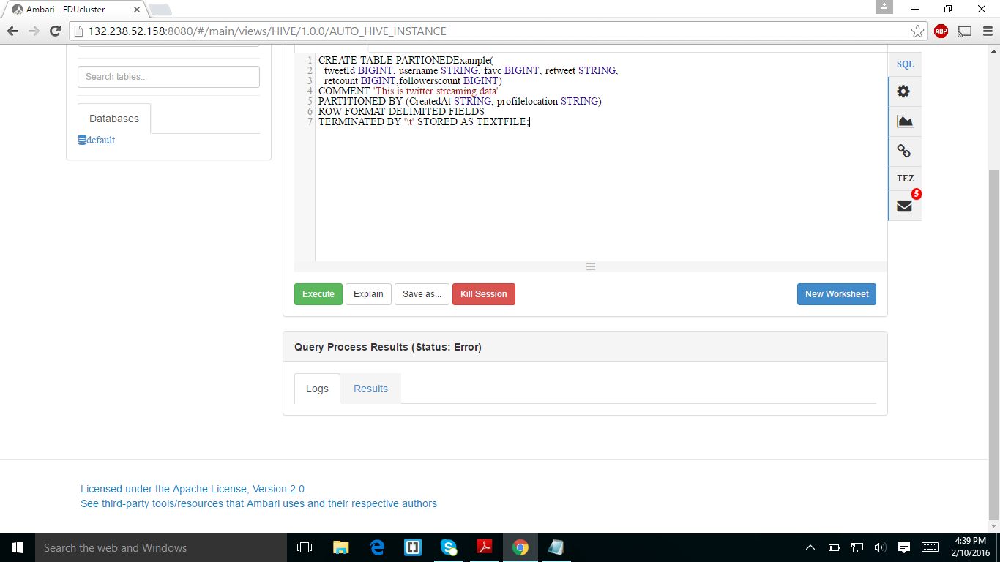 Ambari - FDUcluster
132.238.52.158:8080/#/main/views/HIVE/1.0.0/AUTO_HIVE_INSTANCE
ABP
Search tables...
Databases
default
1 CREATE TABLE PARTIONEDExample(
2 tweetId BIGINT, username STRING, favc BIGINT, retweet STRING,
3 retcount BIGINT,followerscount BIGINT)
4 COMMENT 'This is twitter streaming data'
5 PARTITIONED BY (CreatedAt STRING, profilelocation STRING)
6 ROW FORMAT DELIMITED FIELDS
7 TERMINATED BY '\t' STORED AS TEXTFILE;
SQL
TEZ
5
Execute
Explain
Save as...
Kill Session
New Worksheet
Query Process Results (Status: Error)
Logs
Results
Licensed under the Apache License, Version 2.0.
See third-party tools/resources that Ambari uses and their respective authors
Search the web and Windows
4:39 PM
2/10/2016